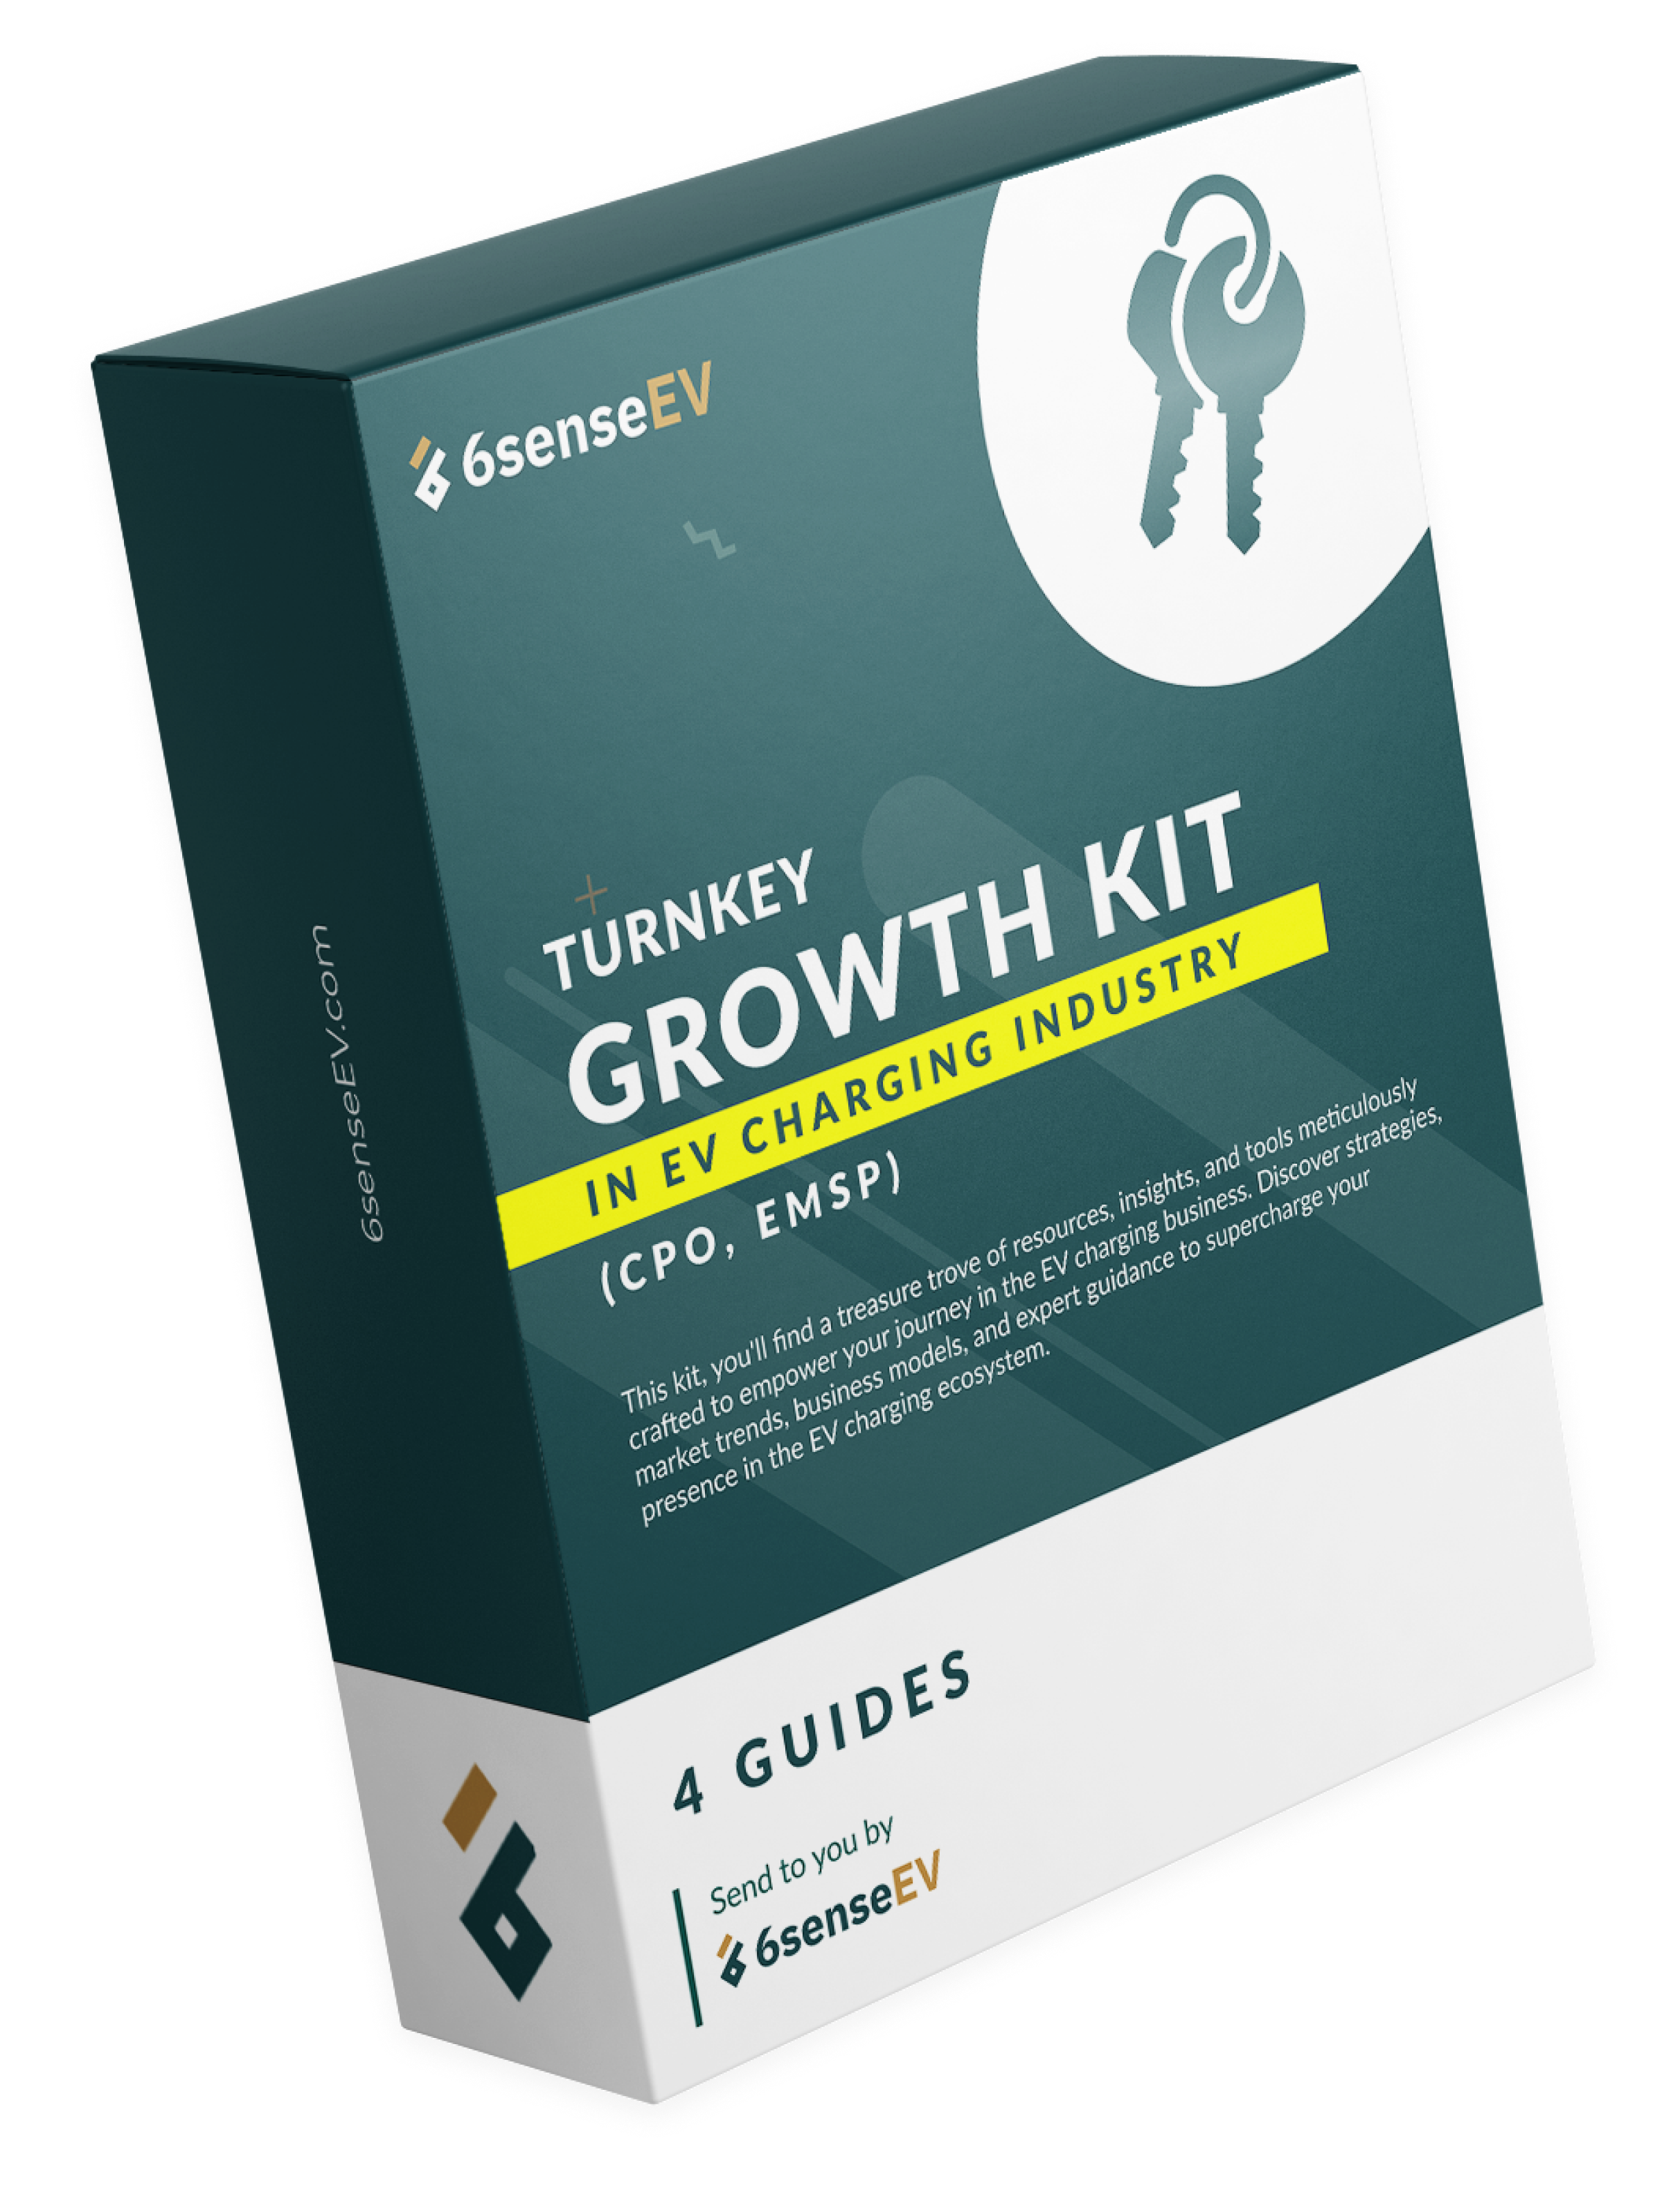 6senseEV
TURNKEY
GROWTH KIT
IN EV CHARGING INDUSTRY
(CPO, EMSP)
This kit, you'll find a treasure trove of resources, insights, and tools meticulously
crafted to empower your journey in the EV charging business. Discover strategies,
market trends, business models, and expert guidance to supercharge your
presence in the EV charging ecosystem.
4 GUIDES
Send to you by
6senseEV
6senseEV.com